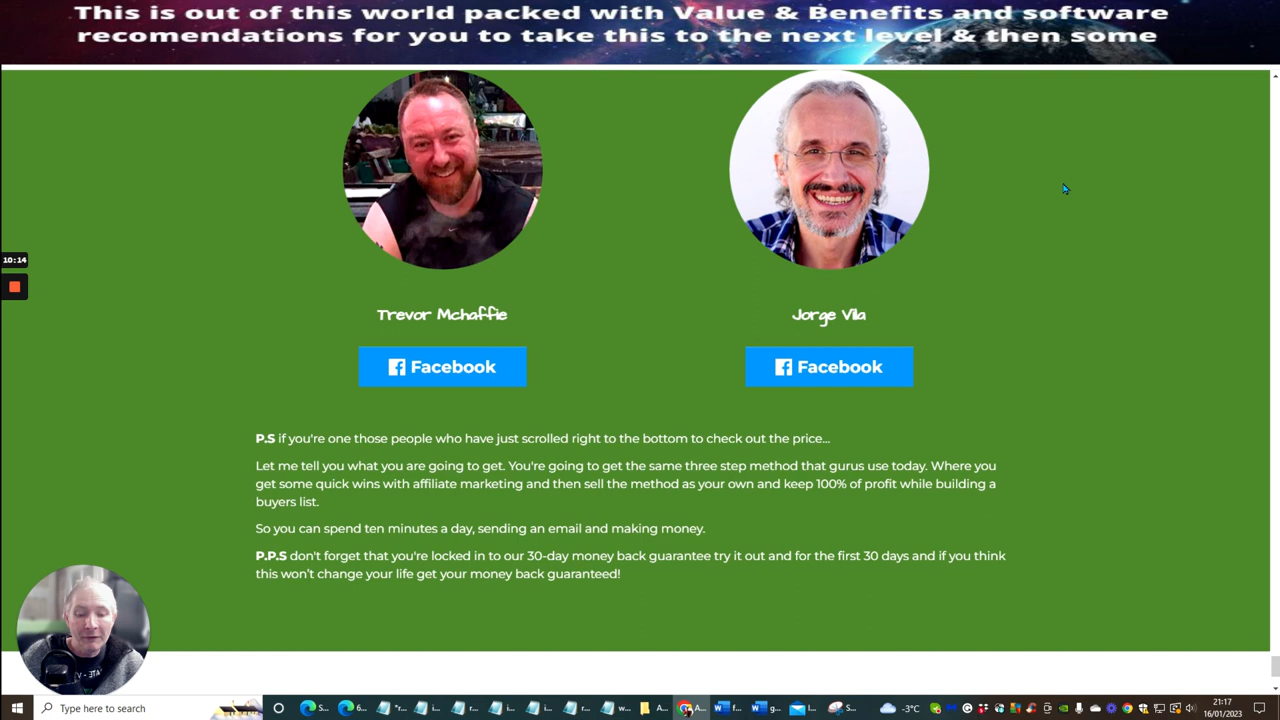 This is out of this world packed with Value & Benefits and software
recomendations for you to take this to the next level & then some
10:14
Trevor Mchaffie
Jorge Vila
Facebook
Facebook
P.S if you're one those people who have just scrolled right to the bottom to check out the price...
Let me tell you what you are going to get. You're going to get the same three step method that gurus use today. Where you
get some quick wins with affiliate marketing and then sell the method as your own and keep 100% of profit while building a
buyers list.
So you can spend ten minutes a day, sending an email and making money.
P.P.S don't forget that you're locked in to our 30-day money back guarantee try it out and for the first 30 days and if you think
this won't change your life get your money back guaranteed!
Type here to search
S...
6...
"r...
i...
r...
i...
i...
r...
w...
A...
A...
f...
g...
I...
S...
-3°C
21:17
16/01/2023